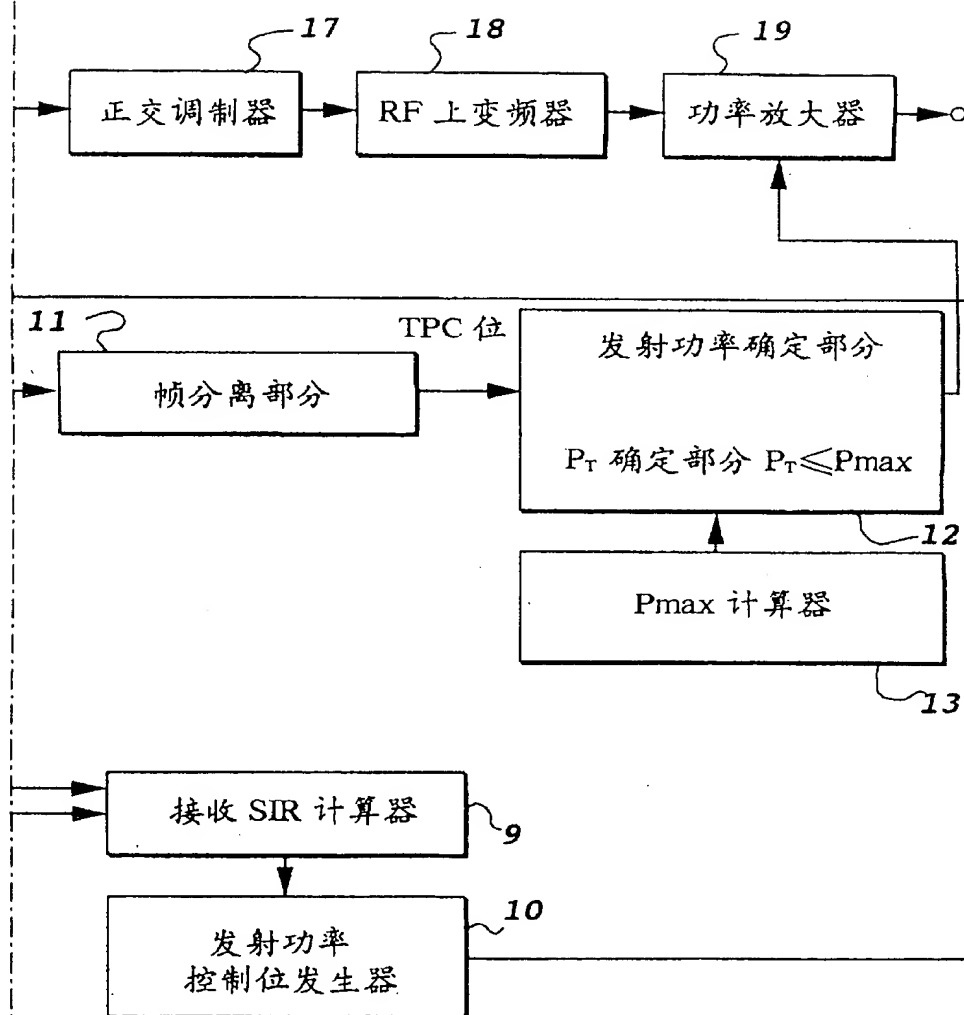 17
18
19
正交调制器
RF 上变频器
功率放大器
11
TPC 位
发射功率确定部分
帧分离部分
PT 确定部分 PT≤Pmax
12
Pmax 计算器
13
接收 SIR 计算器
9
10
发射功率
控制位发生器